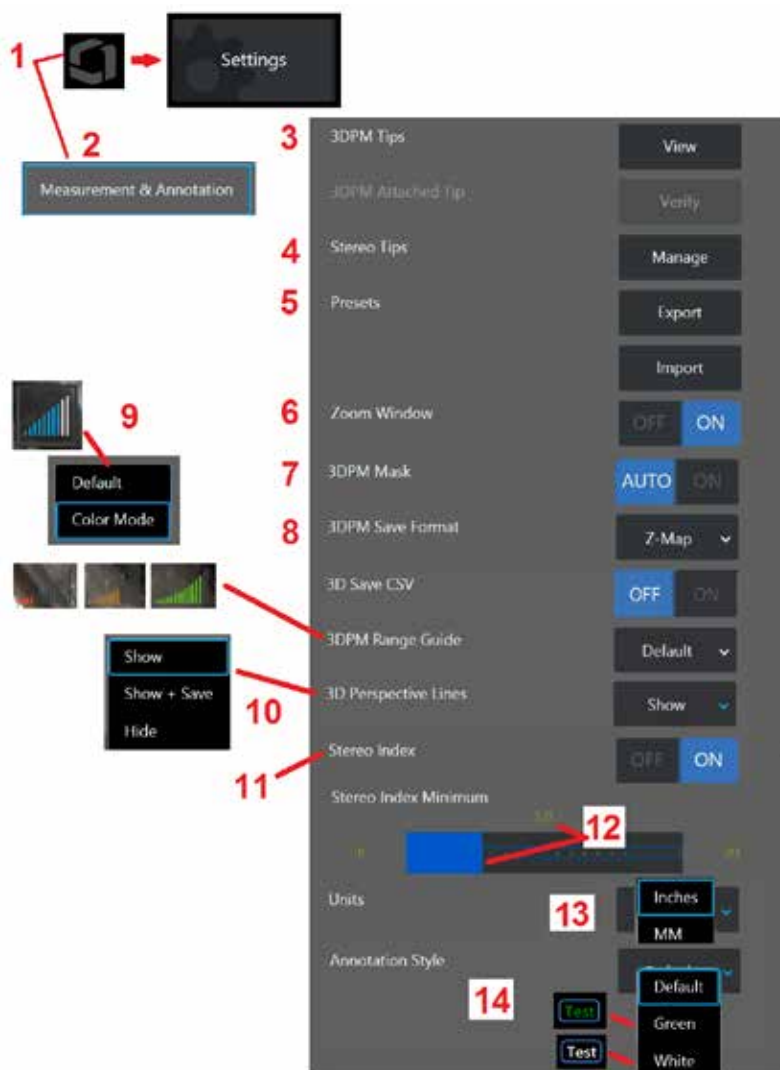 1
Settings
2
Measurement & Annotation
3
3DPM Tips
View
3DPM Attached Tip
Verify
4
Stereo Tips
Manage
5
Presets
Export
Import
6
Zoom Window
OFF
ON
7
3DPM Mask
AUTO
ON
8
3DPM Save Format
Z-Map
9
Default
Color Mode
3D Save CSV
OFF
ON
3DPM Range Guide
Default
10
Show
Show + Save
Hide
3D Perspective Lines
Show
11
Stereo Index
OFF
ON
Stereo Index Minimum
12
Units
13
Inches
MM
Annotation Style
14
Default
Green
White
Test
Test